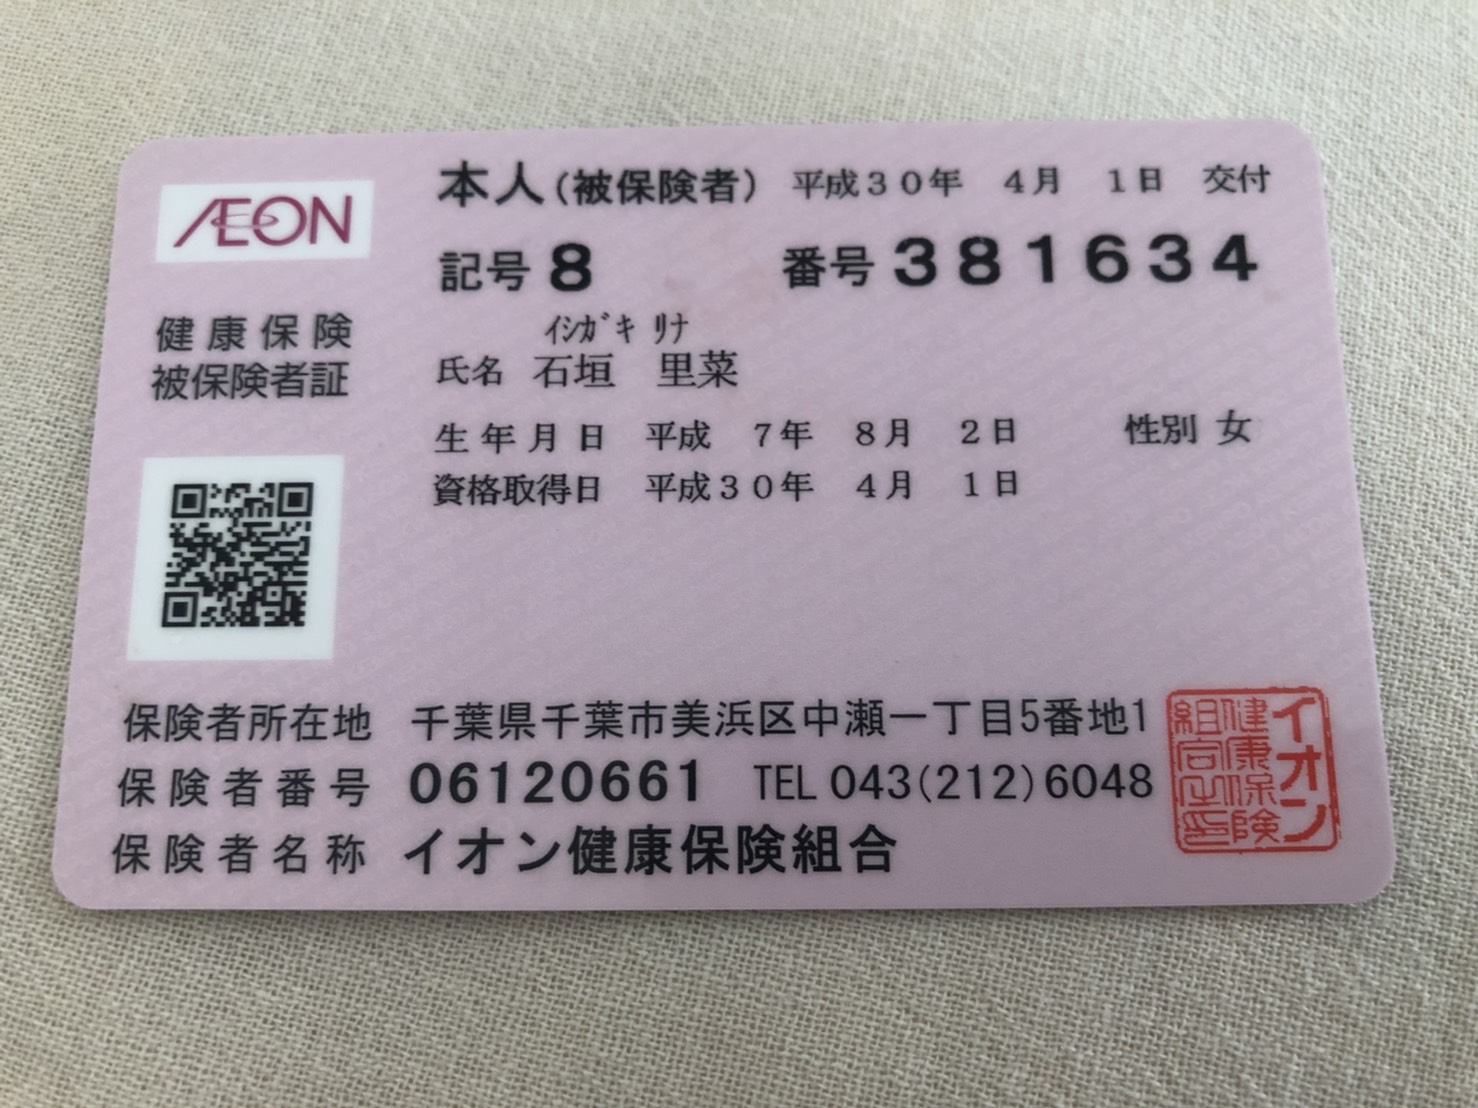 本人(被保険者) 平成30年 4月 1日 交付
ÆON
記号 8 番号 381634
健康保険
被保険者証
ｲｼｶﾞｷ ﾘﾅ
氏名 石垣 里菜
生年月日 平成 7年 8月 2日 性別 女
資格取得日 平成30年 4月 1日
保険者所在地 千葉県千葉市美浜区中瀬一丁目5番地1
保険者番号 06120661 TEL 043(212)6048
保険者名称 イオン健康保険組合
イオン
健康保険
組合之印